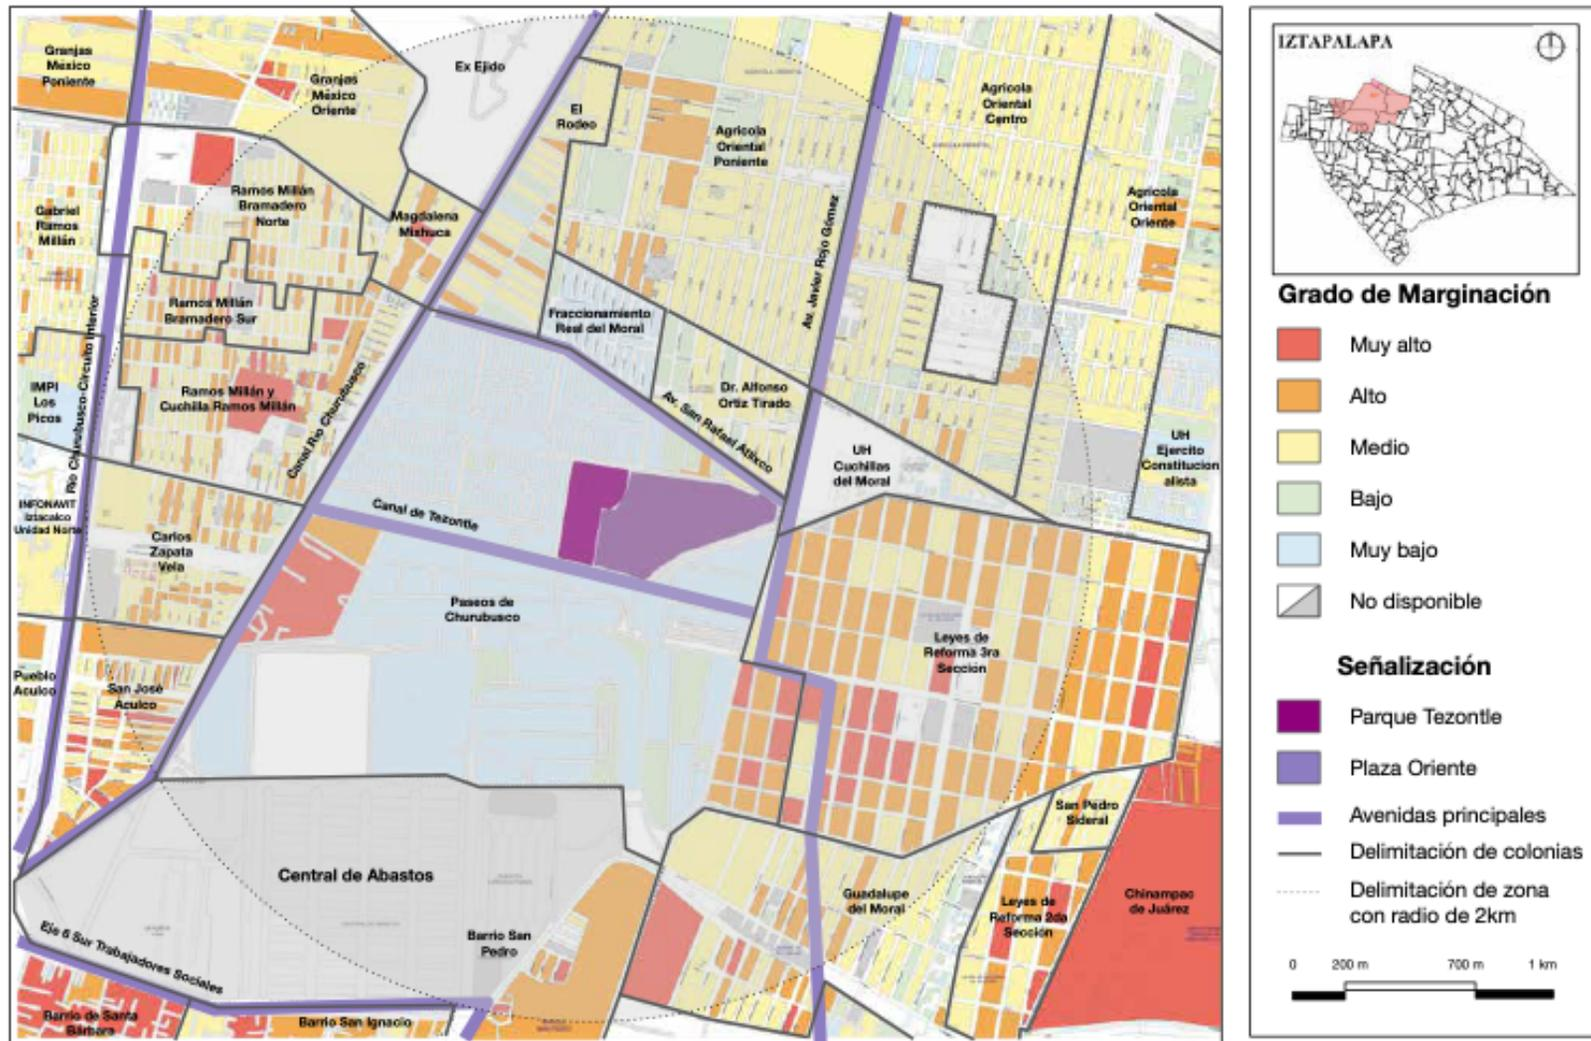 Granjas
México
Poniente
Granjas
México
Oriente
Ex Ejido
El
Rodeo
Agrícola
Oriental
Poniente
Agrícola
Oriental
Centro
Agrícola
Oriental
Oriente
Gabriel
Ramos
Millán
Ramos Millán
Bramadero
Norte
Magdalena
Mixhuca
Ramos Millán
Bramadero Sur
Fraccionamiento
Real del Moral
Av. Javier Rojo Gómez
IMPI
Los
Picos
Río Churubusco-Circuito Interior
Ramos Millán y
Cuchilla Ramos Millán
Canal Río Churubusco
Dr. Alfonso
Ortiz Tirado
Av. San Rafael Atlixco
UH
Cuchillas
del Moral
UH
Ejercito
Constitucion
alista
INFONAVIT
Iztacalco
Unidad Norte
Canal de Tezontle
Carlos
Zapata
Vela
Paseos de
Churubusco
Leyes de
Reforma 3ra
Sección
Pueblo
Aculco
San José
Aculco
San Pedro
Sideral
Central de Abastos
Guadalupe
del Moral
Leyes de
Reforma 2da
Sección
Chinampac
de Juárez
Barrio San
Pedro
Eje 6 Sur Trabajadores Sociales
Barrio de Santa
Bárbara
Barrio San Ignacio
IZTAPALAPA
Grado de Marginación
Muy alto
Alto
Medio
Bajo
Muy bajo
No disponible
Señalización
Parque Tezontle
Plaza Oriente
Avenidas principales
Delimitación de colonias
Delimitación de zona
con radio de 2km
0 200 m 700 m 1 km